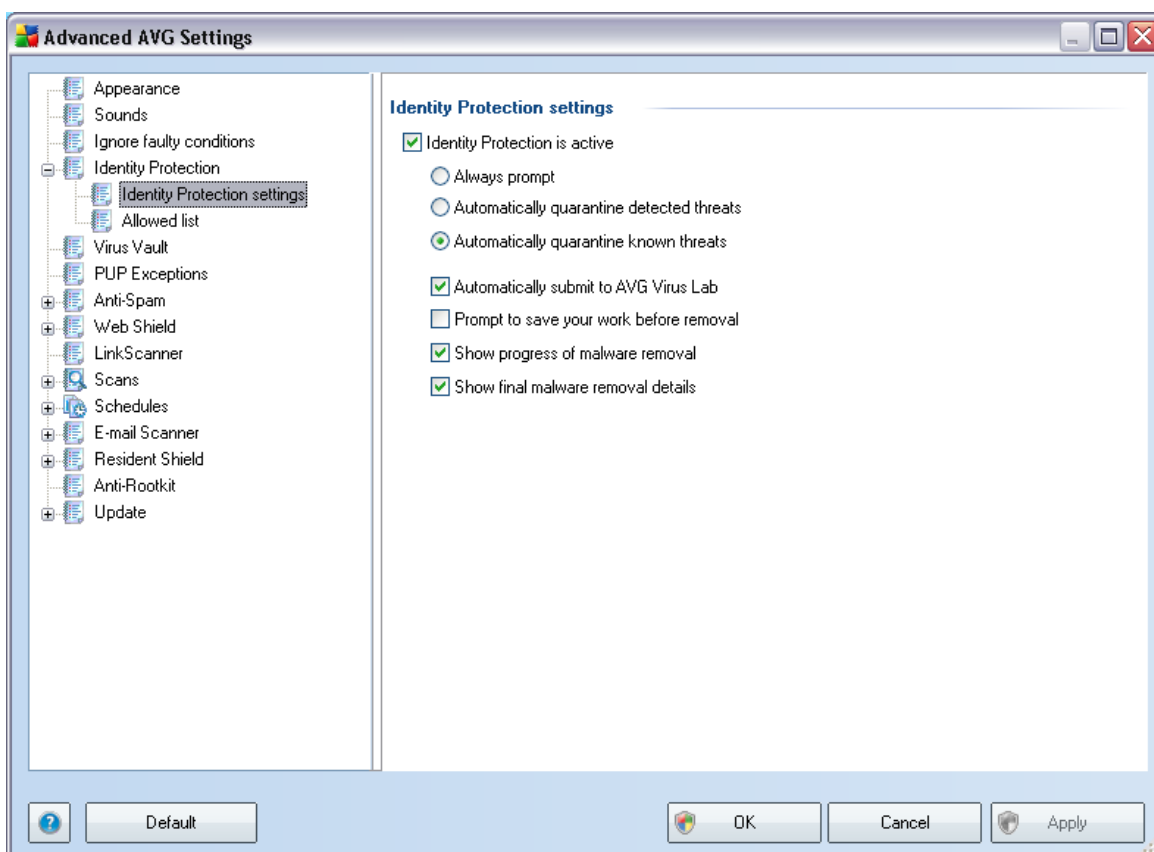 Advanced AVG Settings
Appearance
Sounds
Ignore faulty conditions
Identity Protection
Identity Protection settings
Allowed list
Virus Vault
PUP Exceptions
Anti-Spam
Web Shield
LinkScanner
Scans
Schedules
E-mail Scanner
Resident Shield
Anti-Rootkit
Update
Identity Protection settings
Identity Protection is active
Always prompt
Automatically quarantine detected threats
Automatically quarantine known threats
Automatically submit to AVG Virus Lab
Prompt to save your work before removal
Show progress of malware removal
Show final malware removal details
? Default OK Cancel Apply